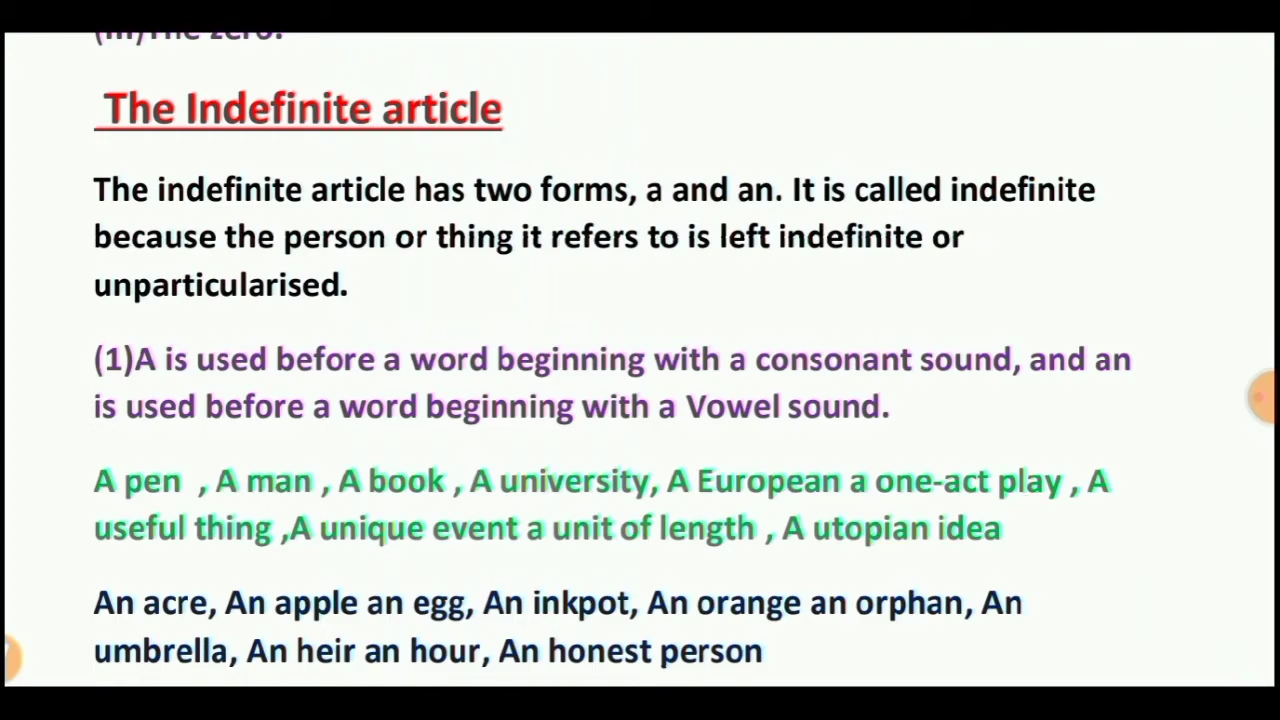 (iii)The zero.
The Indefinite article
The indefinite article has two forms, a and an. It is called indefinite
because the person or thing it refers to is left indefinite or
unparticularised.
(1)A is used before a word beginning with a consonant sound, and an
is used before a word beginning with a Vowel sound.
A pen , A man , A book , A university, A European a one-act play , A
useful thing ,A unique event a unit of length , A utopian idea
An acre, An apple an egg, An inkpot, An orange an orphan, An
umbrella, An heir an hour, An honest person